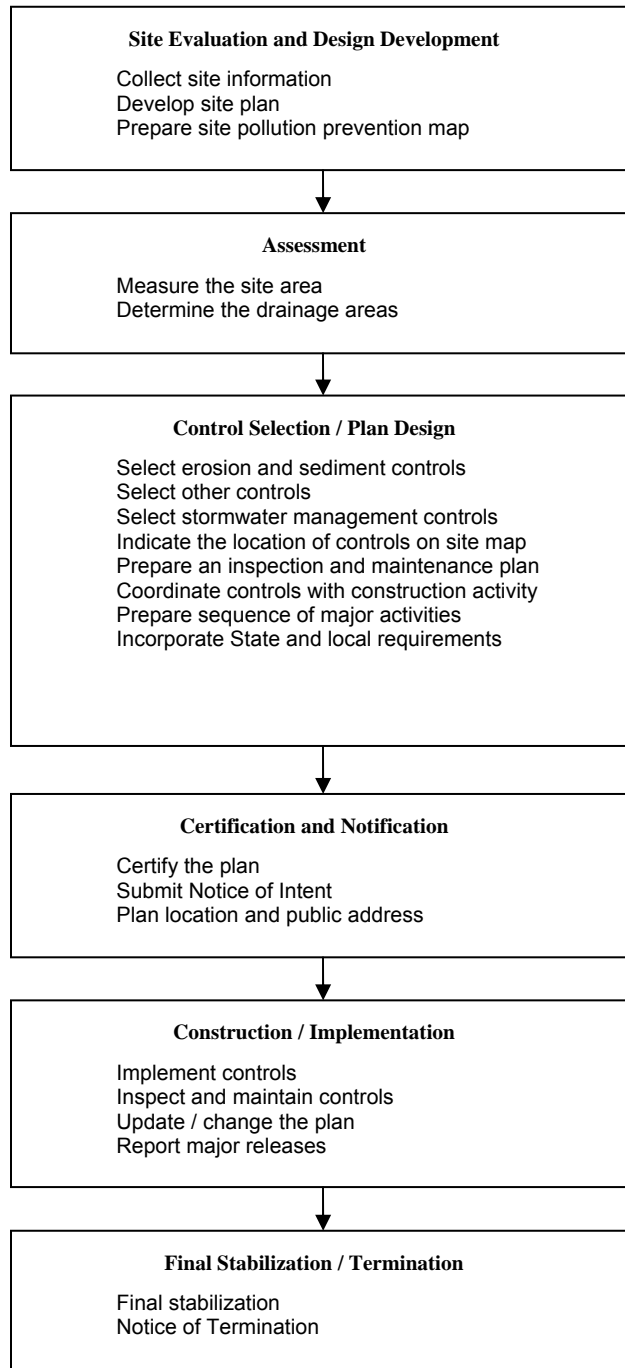 Site Evaluation and Design Development
Collect site information
Develop site plan
Prepare site pollution prevention map
Assessment
Measure the site area
Determine the drainage areas
Control Selection / Plan Design
Select erosion and sediment controls
Select other controls
Select stormwater management controls
Indicate the location of controls on site map
Prepare an inspection and maintenance plan
Coordinate controls with construction activity
Prepare sequence of major activities
Incorporate State and local requirements
Certification and Notification
Certify the plan
Submit Notice of Intent
Plan location and public address
Construction / Implementation
Implement controls
Inspect and maintain controls
Update / change the plan
Report major releases
Final Stabilization / Termination
Final stabilization
Notice of Termination